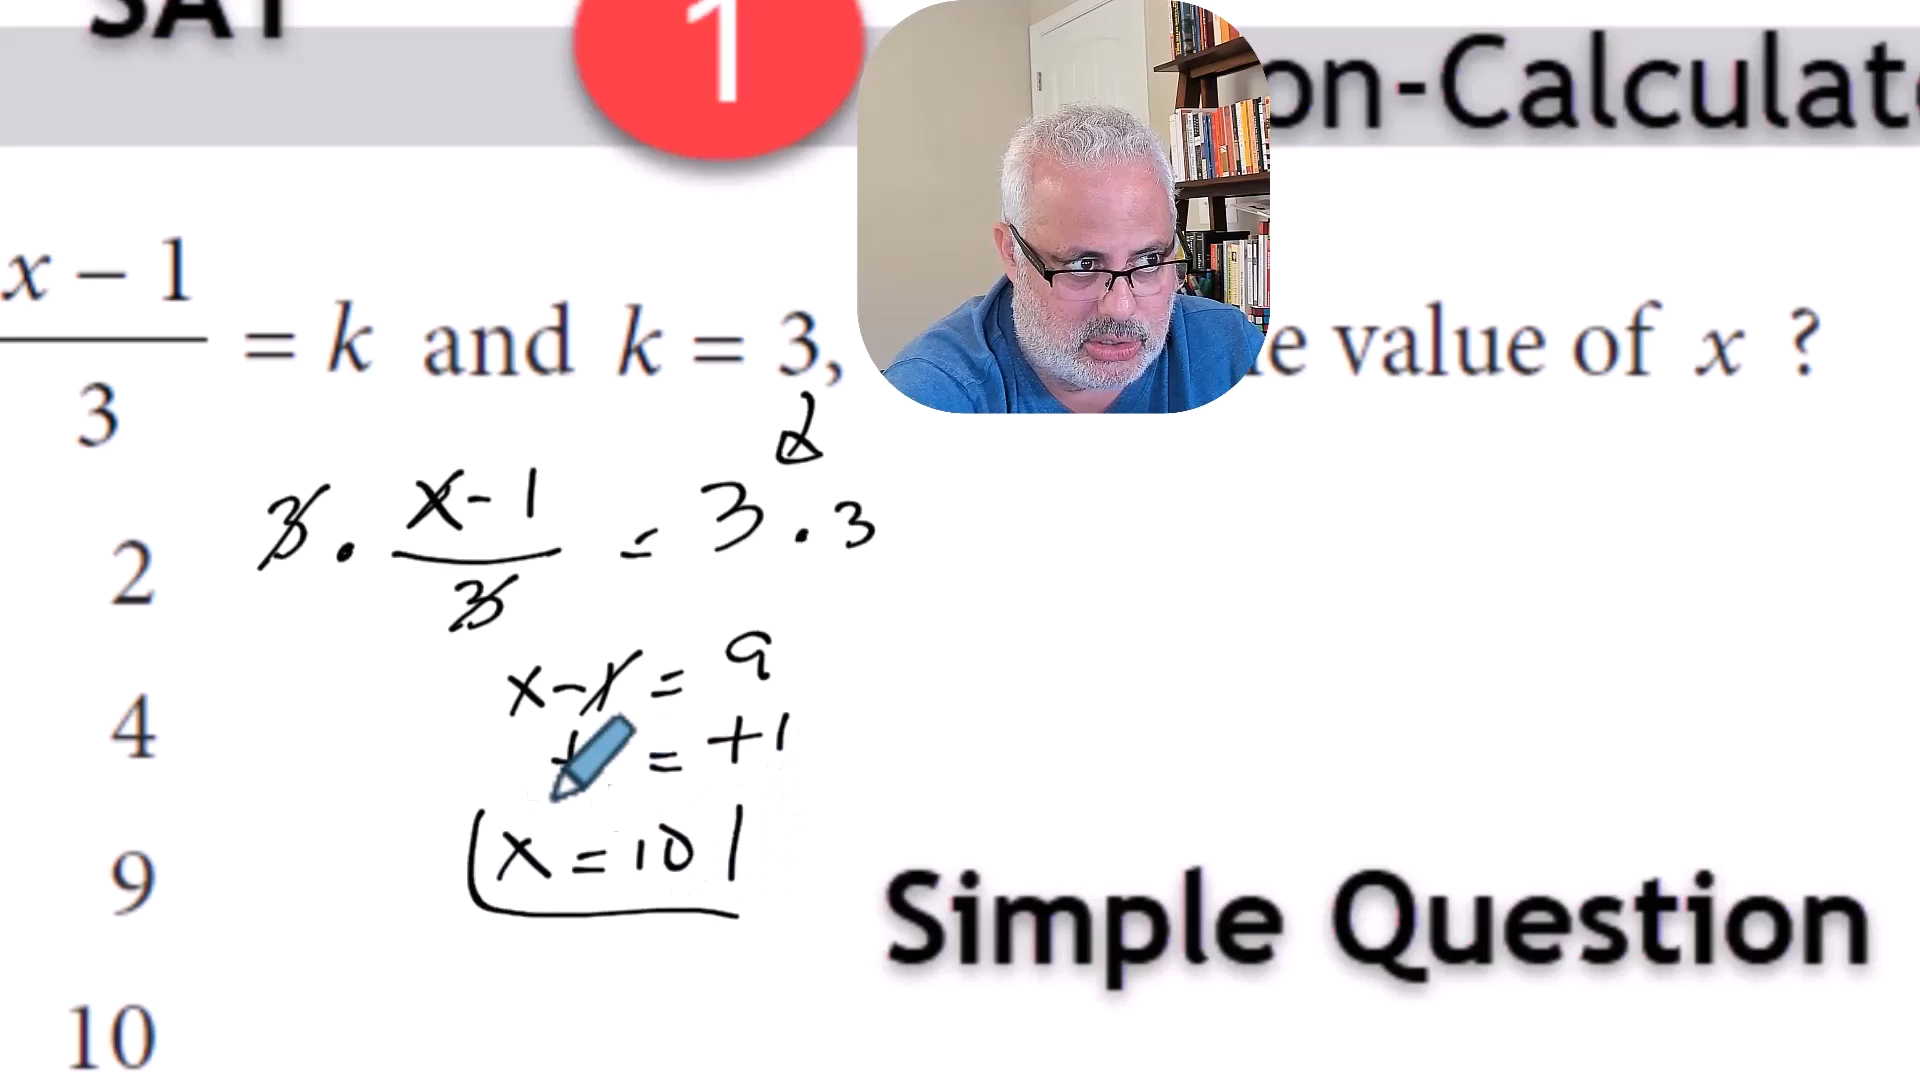 SAT 1 on-Calculat
x – 1
3
= k and k = 3, e value of x ?
3 · x - 1 / 3 = 3 · 3
2
x - 1 = 9
4
+ = +1
x = 10
9
Simple Question
10